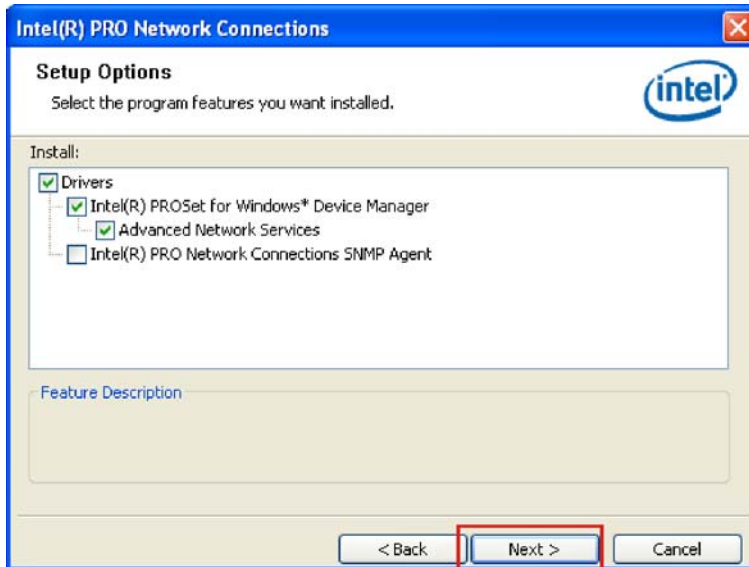 Intel(R) PRO Network Connections
Setup Options
Select the program features you want installed.
intel
Install:
Drivers
Intel(R) PROSet for Windows* Device Manager
Advanced Network Services
Intel(R) PRO Network Connections SNMP Agent
Feature Description
< Back
Next >
Cancel